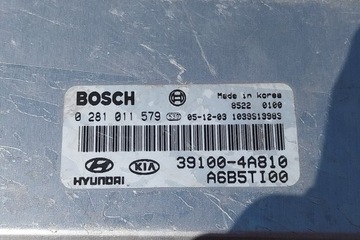 BOSCH
Made in korea
8522 0100
0 281 011 579
05-12-03 1039S13983
HYUNDAI
KIA
39100-4A810
A6B5TI00